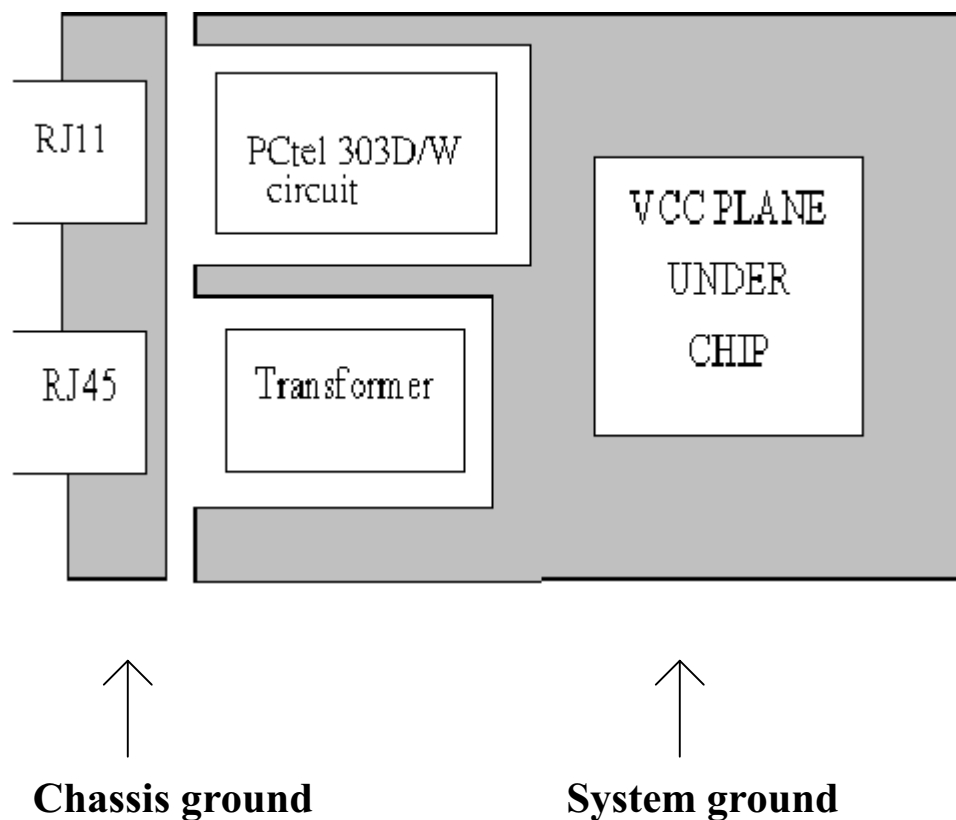 RJ11
PCtel 303D/W
circuit
VCC PLANE
UNDER
CHIP
RJ45
Transformer
Chassis ground
System ground